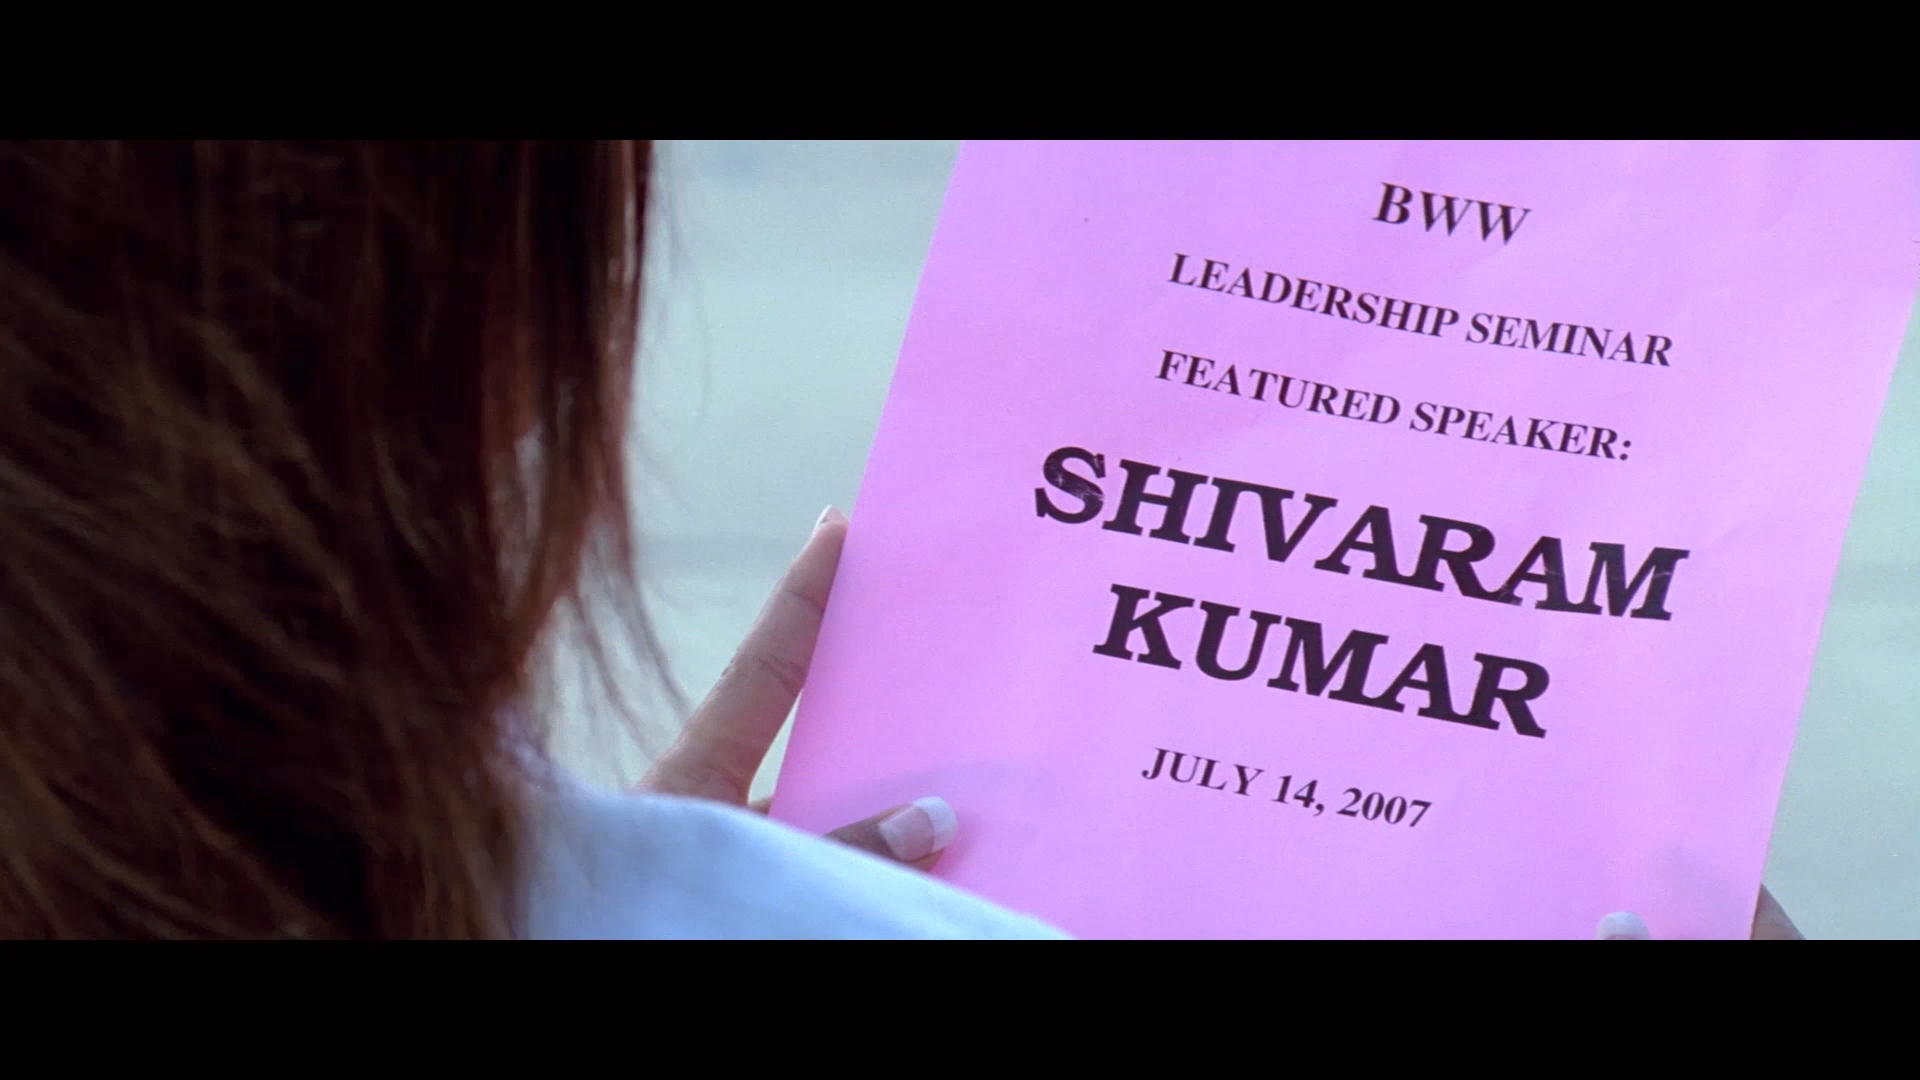 BWW
LEADERSHIP SEMINAR
FEATURED SPEAKER:
SHIVARAM
KUMAR
JULY 14, 2007